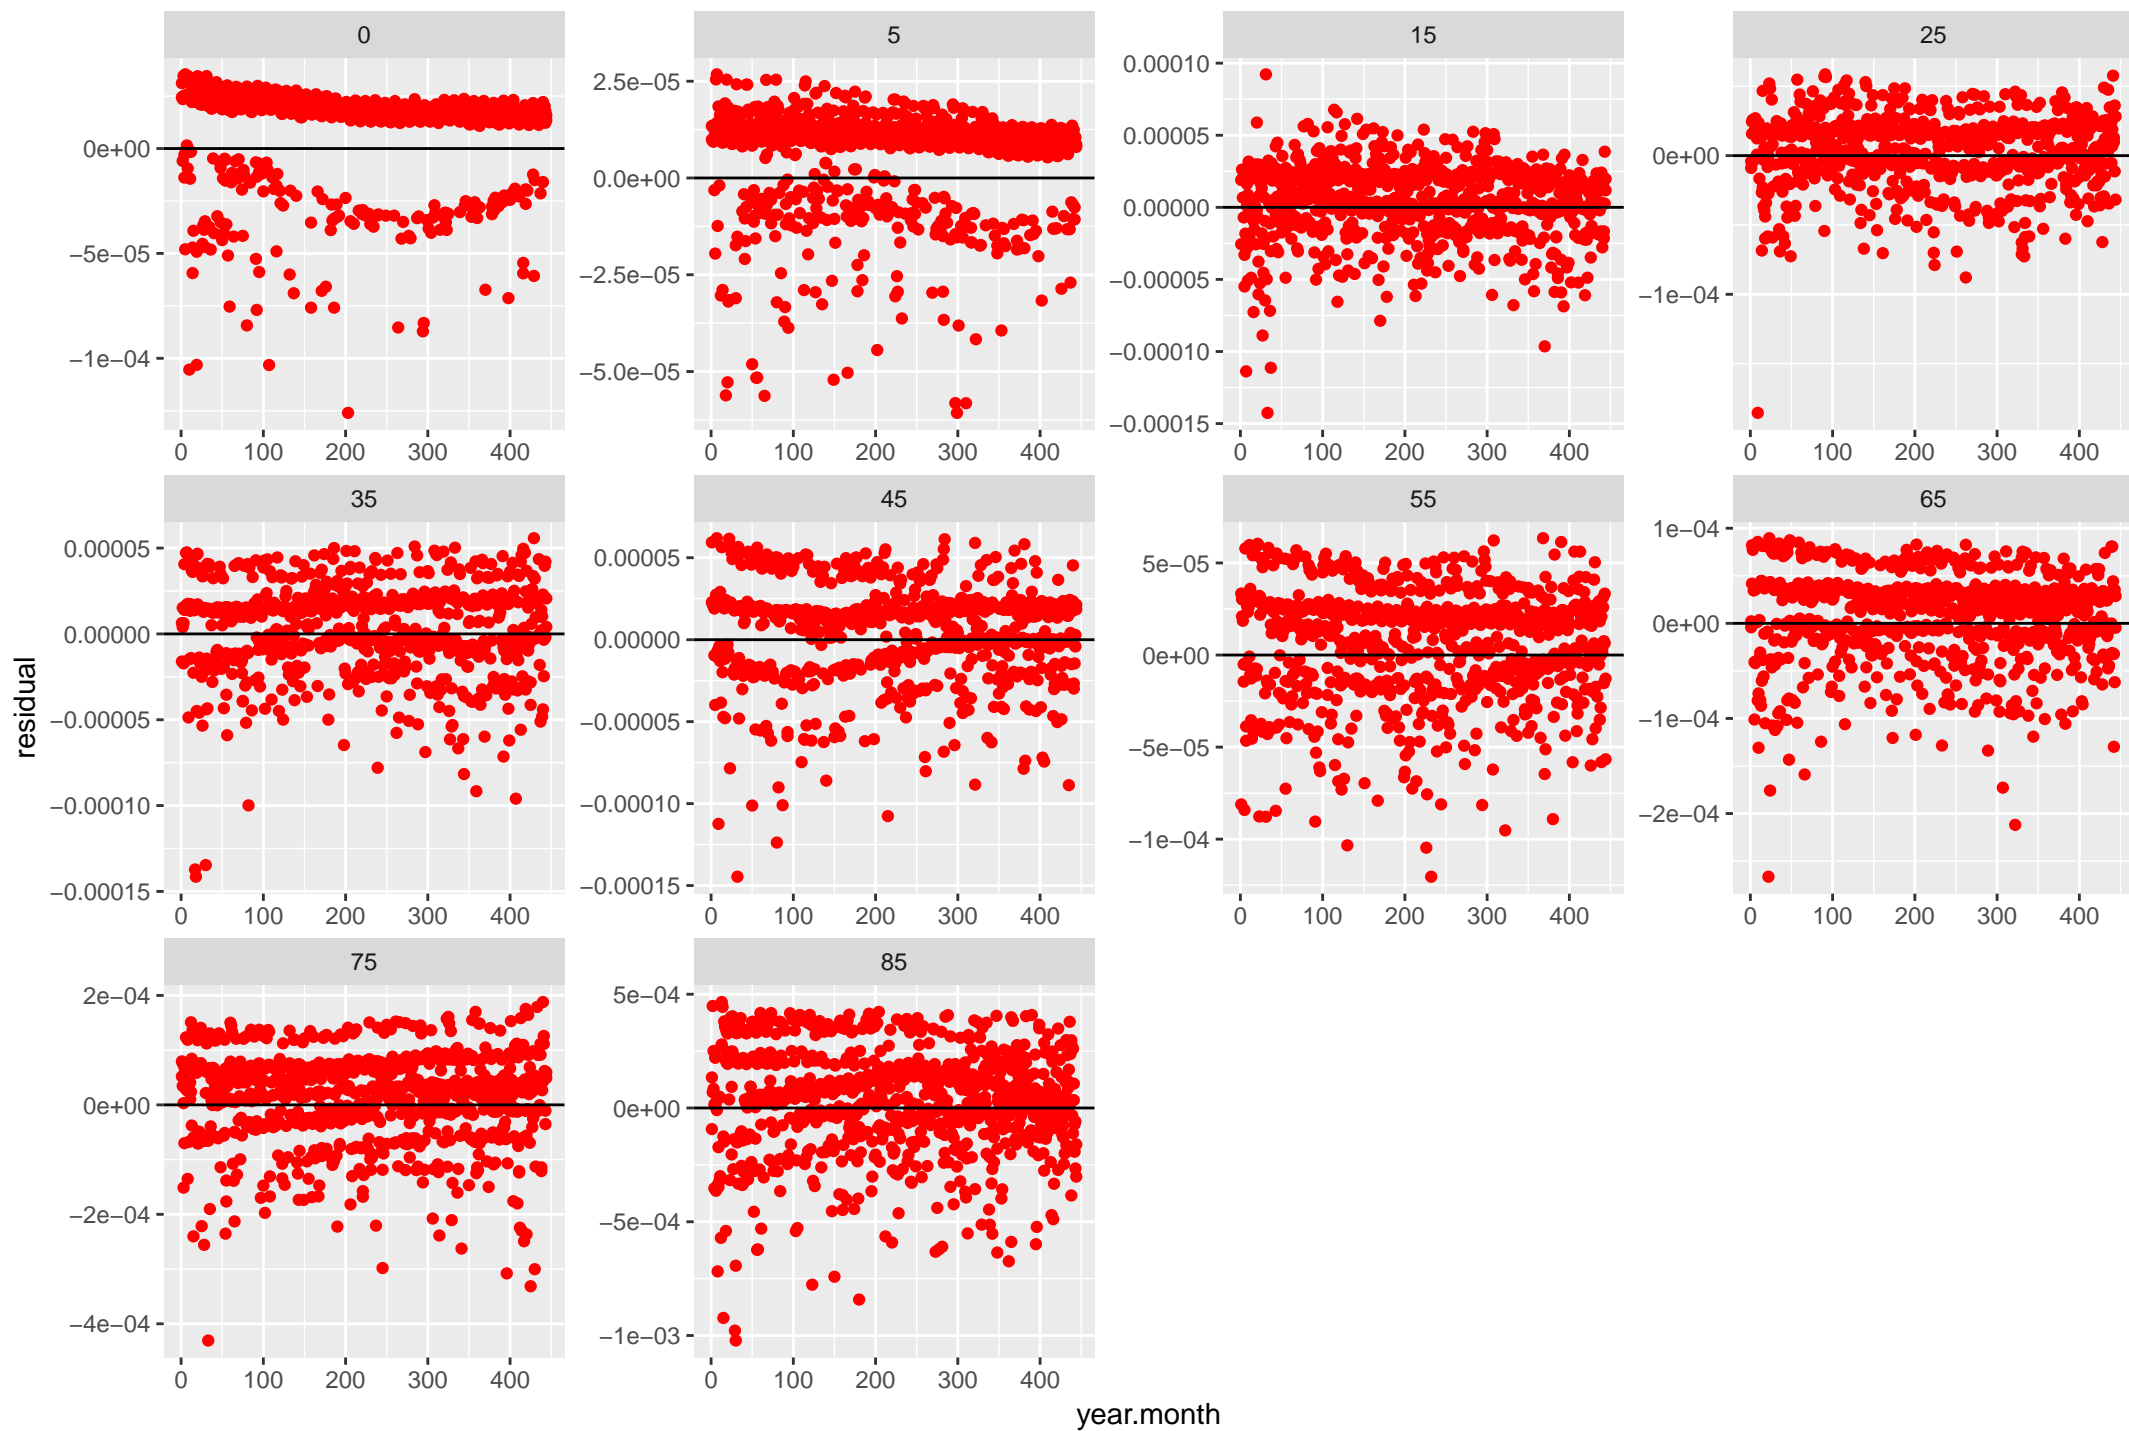 0 5 15 25
0e+00
−5e−05
−1e−04
2.5e−05
0.0e+00
−2.5e−05
−5.0e−05
0.00010
0.00005
0.00000
−0.00005
−0.00010
−0.00015
0e+00
−1e−04
0 100 200 300 400 0 100 200 300 400 0 100 200 300 400 0 100 200 300 400
35 45 55 65
0.00005
0.00000
−0.00005
−0.00010
−0.00015
0.00005
0.00000
−0.00005
−0.00010
−0.00015
5e−05
0e+00
−5e−05
−1e−04
1e−04
0e+00
−1e−04
−2e−04
0 100 200 300 400 0 100 200 300 400 0 100 200 300 400 0 100 200 300 400
residual
75 85
2e−04
0e+00
−2e−04
−4e−04
5e−04
0e+00
−5e−04
−1e−03
0 100 200 300 400 0 100 200 300 400
year.month